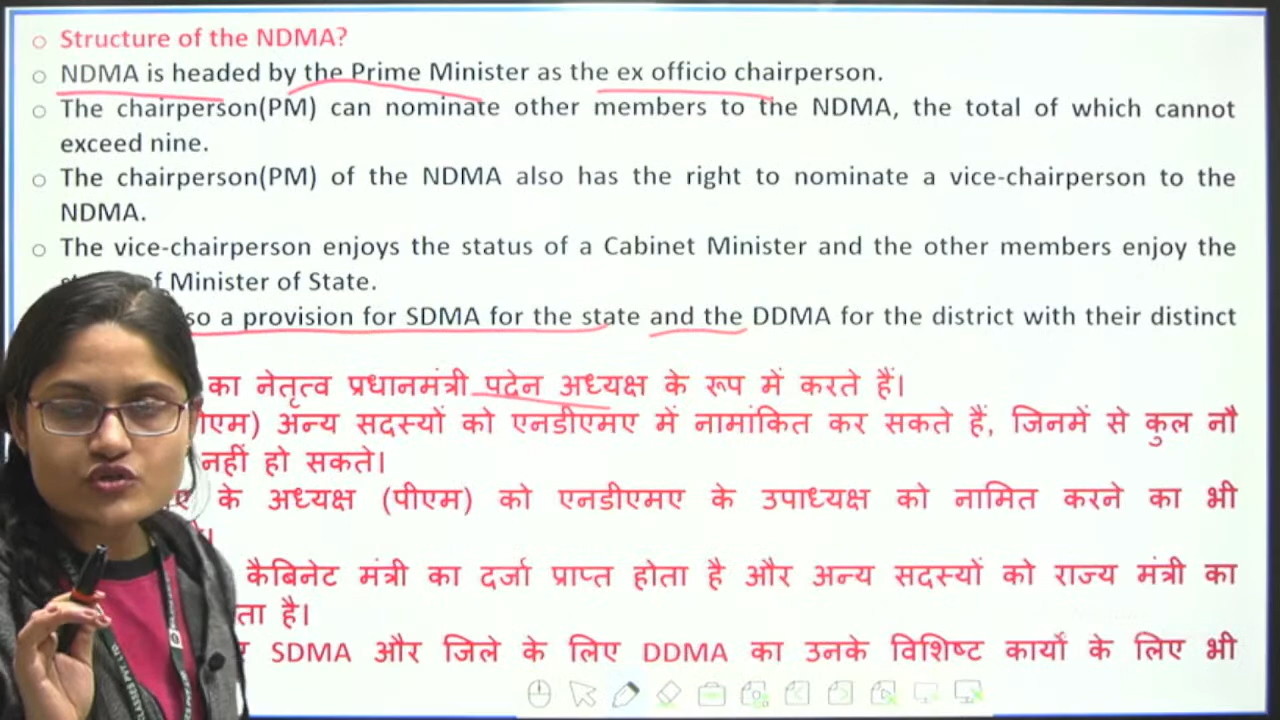 Structure of the NDMA?
NDMA is headed by the Prime Minister as the ex officio chairperson.
The chairperson(PM) can nominate other members to the NDMA, the total of which cannot
exceed nine.
The chairperson(PM) of the NDMA also has the right to nominate a vice-chairperson to the
NDMA.
The vice-chairperson enjoys the status of a Cabinet Minister and the other members enjoy the
Minister of State.
so a provision for SDMA for the state and the DDMA for the district with their distinct
का नेतृत्व प्रधानमंत्री पदेन अध्यक्ष के रूप में करते हैं।
अन्य सदस्यों को एनडीएमए में नामांकित कर सकते हैं, जिनमें से कुल नौ
नहीं हो सकते।
के अध्यक्ष (पीएम) को एनडीएमए के उपाध्यक्ष को नामित करने का भी
कैबिनेट मंत्री का दर्जा प्राप्त होता है और अन्य सदस्यों को राज्य मंत्री का
है।
SDMA और जिले के लिए DDMA का उनके विशिष्ट कार्यों के लिए भी